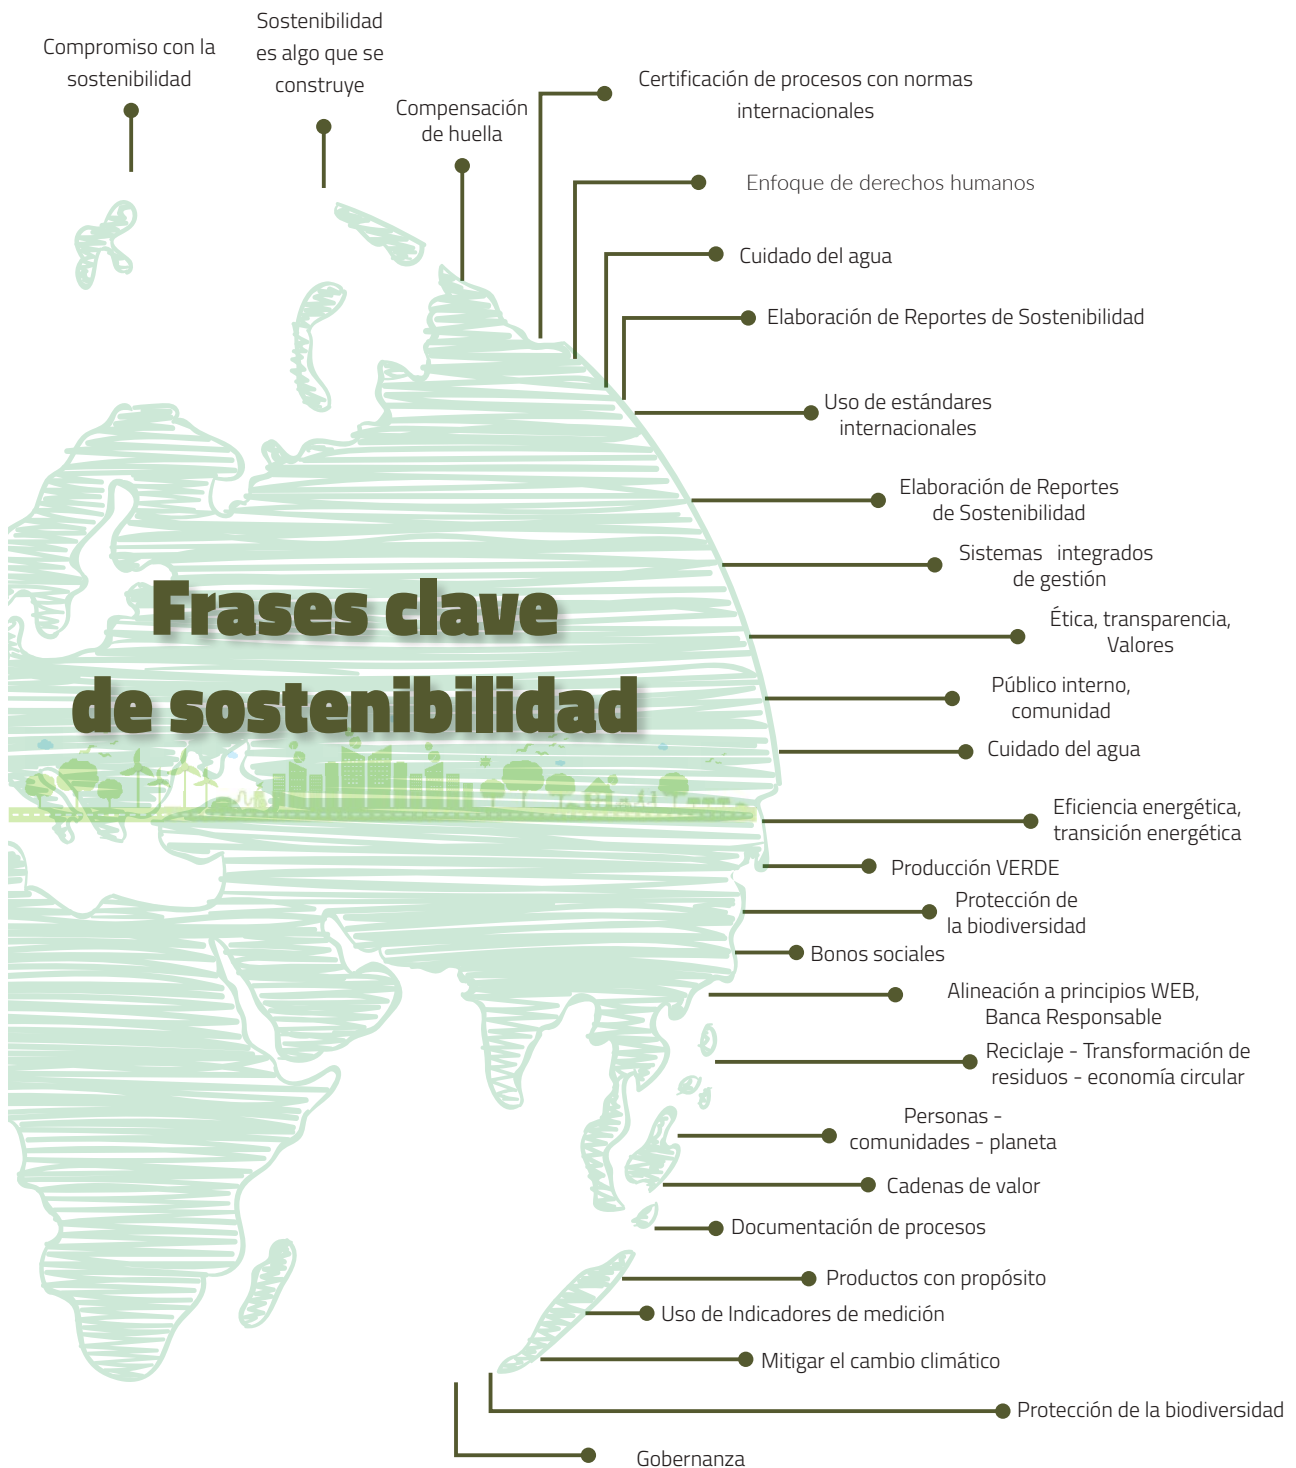 Compromiso con la
sostenibilidad
Sostenibilidad
es algo que se
construye
Compensación
de huella
Certificación de procesos con normas
internacionales
Enfoque de derechos humanos
Cuidado del agua
Elaboración de Reportes de Sostenibilidad
Uso de estándares
internacionales
Elaboración de Reportes
de Sostenibilidad
Sistemas integrados
de gestión
Frases clave
de sostenibilidad
Ética, transparencia,
Valores
Público interno,
comunidad
Cuidado del agua
Eficiencia energética,
transición energética
Producción VERDE
Protección de
la biodiversidad
Bonos sociales
Alineación a principios WEB,
Banca Responsable
Reciclaje - Transformación de
residuos - economía circular
Personas -
comunidades - planeta
Cadenas de valor
Documentación de procesos
Productos con propósito
Uso de Indicadores de medición
Mitigar el cambio climático
Protección de la biodiversidad
Gobernanza